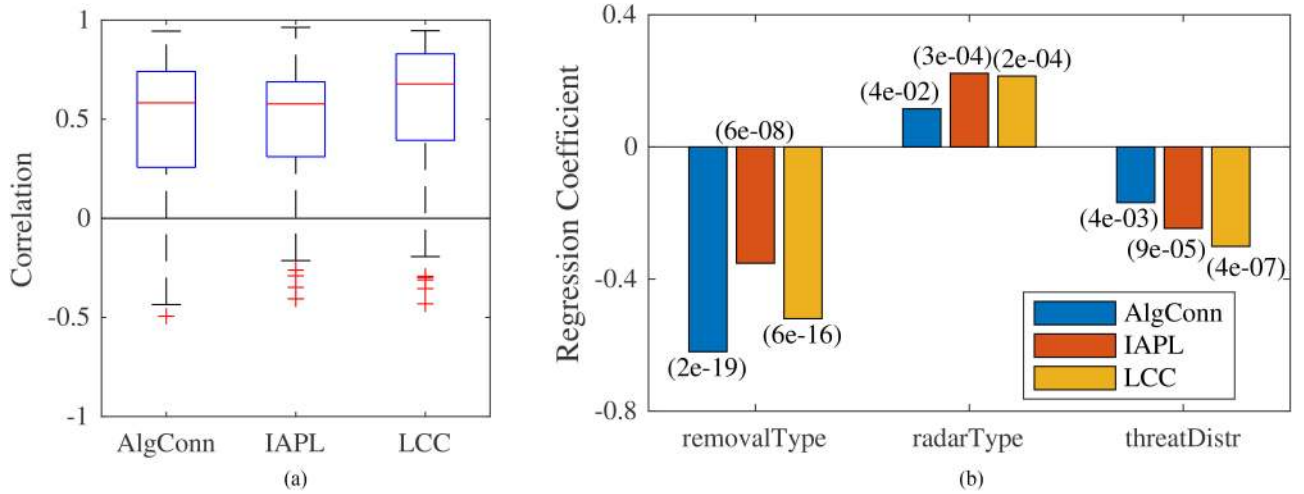 1
0.5
0
-0.5
-1
Correlation
AlgConn
IAPL
LCC
(a)
0.4
0
-0.4
-0.8
Regression Coefficient
(3e-04)
(2e-04)
(4e-02)
(6e-08)
(4e-03)
(9e-05)
(4e-07)
(6e-16)
(2e-19)
AlgConn
IAPL
LCC
removalType
radarType
threatDistr
(b)